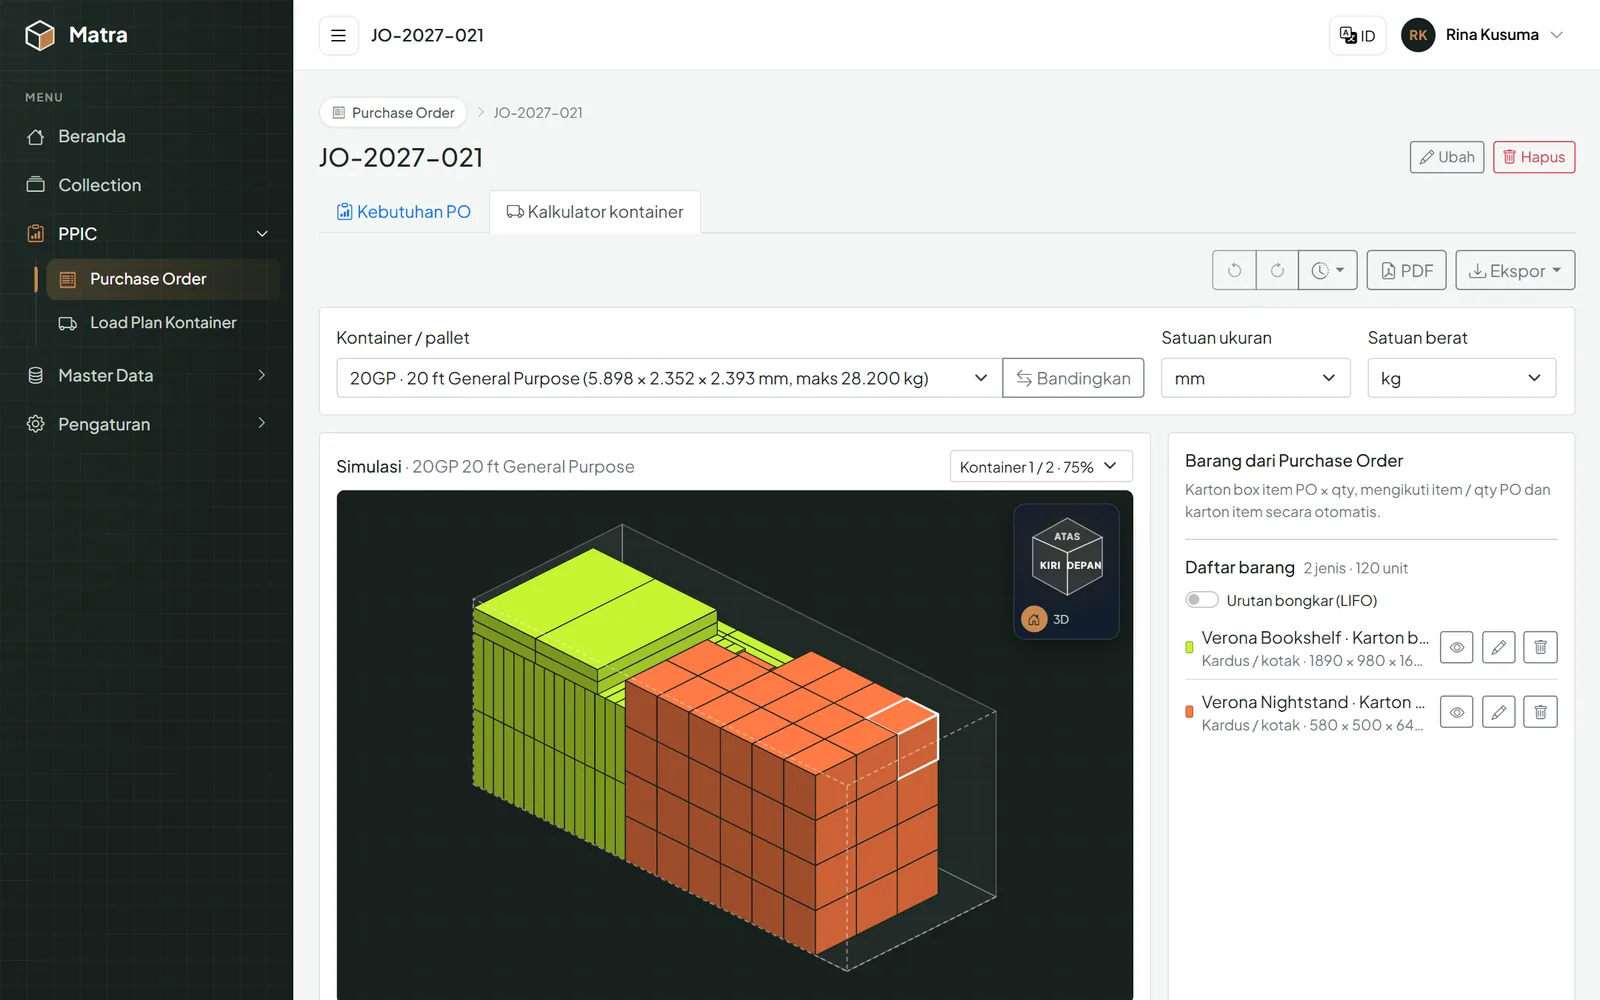 Matra
JO-2027-021
ID
RK
Rina Kusuma
MENU
Beranda
Collection
PPIC
Purchase Order
Load Plan Kontainer
Master Data
Pengaturan
Purchase Order
JO-2027-021
JO-2027-021
Ubah
Hapus
Kebutuhan PO
Kalkulator kontainer
PDF
Ekspor
Kontainer / pallet
Satuan ukuran
Satuan berat
20GP · 20 ft General Purpose (5.898 × 2.352 × 2.393 mm, maks 28.200 kg)
Bandingkan
mm
kg
Simulasi · 20GP 20 ft General Purpose
Kontainer 1 / 2 · 75%
ATAS
KIRI
DEPAN
3D
Barang dari Purchase Order
Karton box item PO × qty, mengikuti item / qty PO dan
karton item secara otomatis.
Daftar barang 2 jenis · 120 unit
Urutan bongkar (LIFO)
Verona Bookshelf · Karton b...
Kardus / kotak · 1890 × 980 × 16...
Verona Nightstand · Karton ...
Kardus / kotak · 580 × 500 × 64...